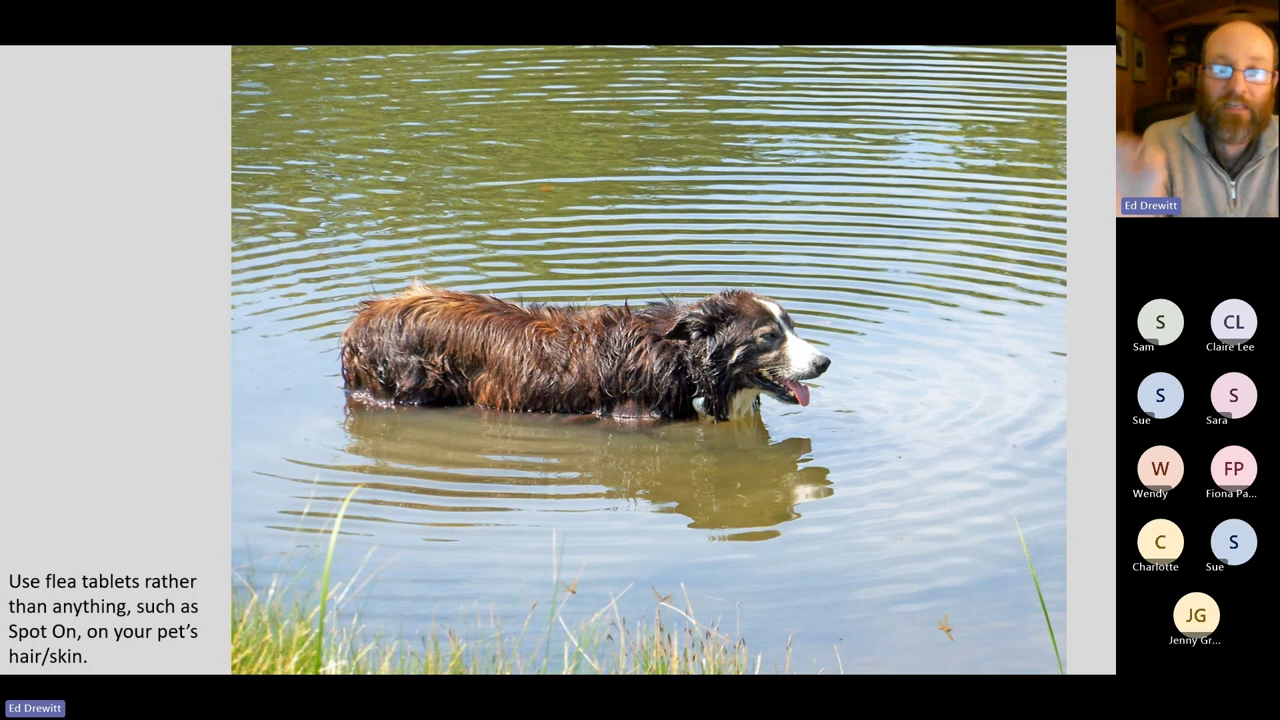 Use flea tablets rather
than anything, such as
Spot On, on your pet’s
hair/skin.
Ed Drewitt
Ed Drewitt
S
Sam
CL
Claire Lee
S
Sue
S
Sara
W
Wendy
FP
Fiona Pa...
C
Charlotte
S
Sue
JG
Jenny Gr...